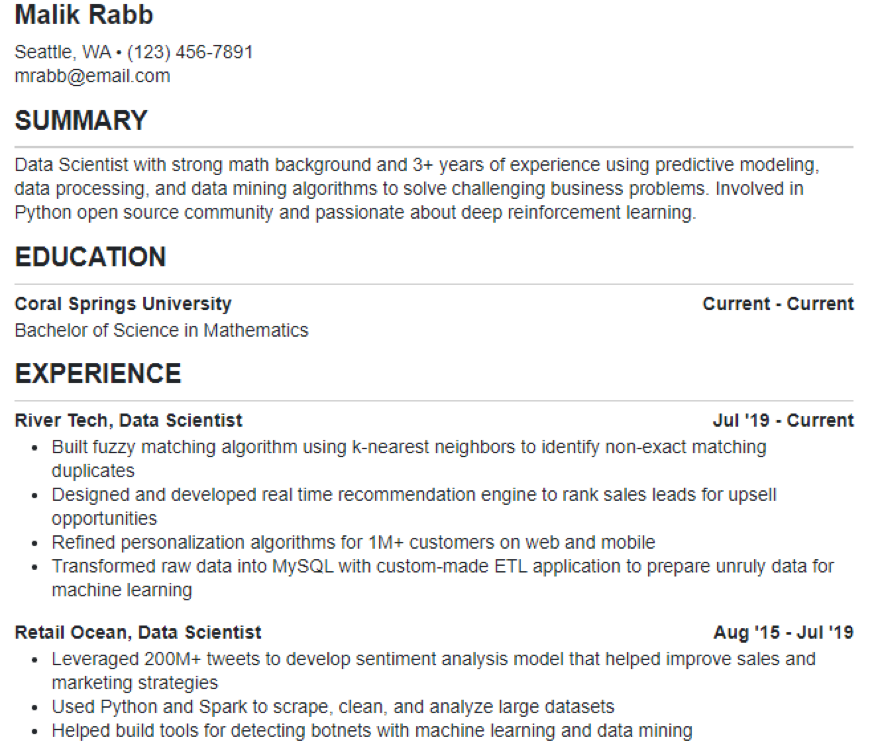 Malik Rabb
Seattle, WA • (123) 456-7891
mrabb@email.com
SUMMARY
Data Scientist with strong math background and 3+ years of experience using predictive modeling,
data processing, and data mining algorithms to solve challenging business problems. Involved in
Python open source community and passionate about deep reinforcement learning.
EDUCATION
Coral Springs University Current - Current
Bachelor of Science in Mathematics
EXPERIENCE
River Tech, Data Scientist Jul '19 - Current
• Built fuzzy matching algorithm using k-nearest neighbors to identify non-exact matching
duplicates
• Designed and developed real time recommendation engine to rank sales leads for upsell
opportunities
• Refined personalization algorithms for 1M+ customers on web and mobile
• Transformed raw data into MySQL with custom-made ETL application to prepare unruly data for
machine learning
Retail Ocean, Data Scientist Aug '15 - Jul '19
• Leveraged 200M+ tweets to develop sentiment analysis model that helped improve sales and
marketing strategies
• Used Python and Spark to scrape, clean, and analyze large datasets
• Helped build tools for detecting botnets with machine learning and data mining